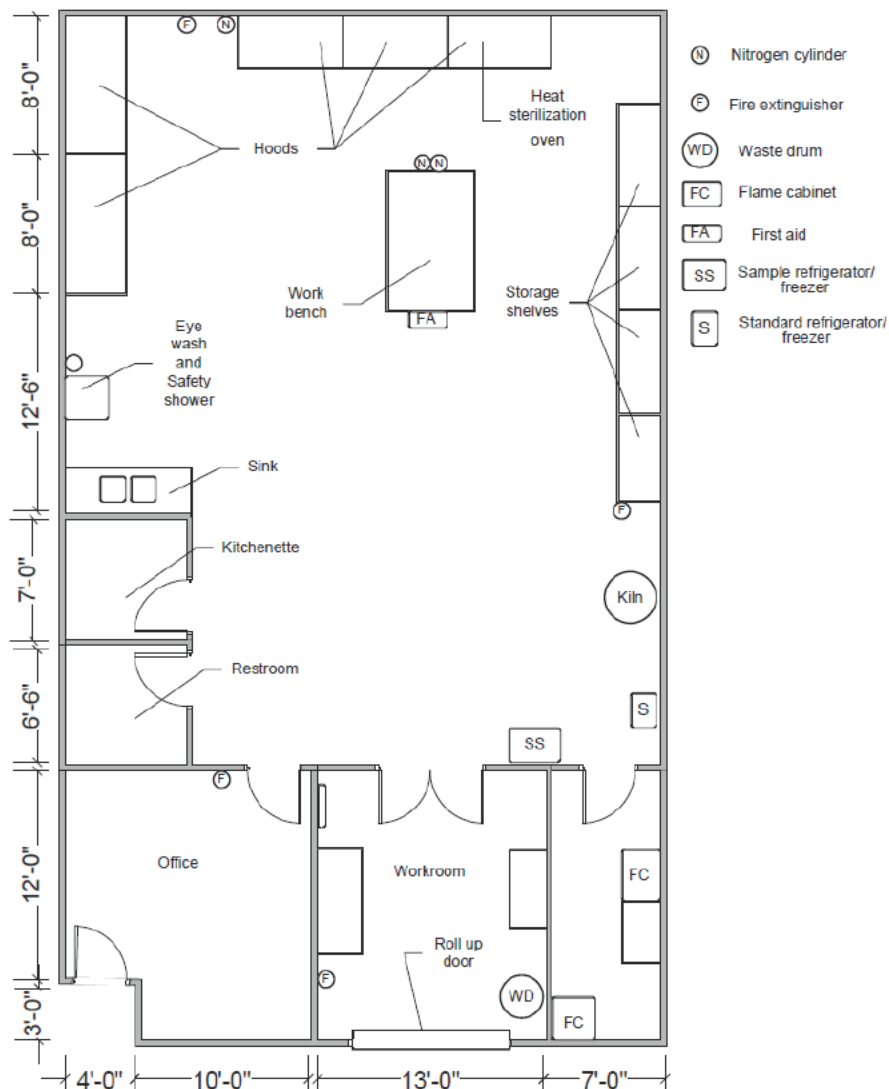 F
N
8'-0"
Hoods
Heat
sterilization
oven
N N
8'-0"
Work
bench
FA
Storage
shelves
12'-6"
Eye
wash
and
Safety
shower
Sink
F
7'-0"
Kitchenette
Kiln
6'-6"
Restroom
S
SS
F
12'-0"
Office
Workroom
FC
Roll up
door
F
WD
FC
3'-0"
4'-0"
10'-0"
13'-0"
7'-0"
N Nitrogen cylinder
F Fire extinguisher
WD Waste drum
FC Flame cabinet
FA First aid
SS Sample refrigerator/
freezer
S Standard refrigerator/
freezer